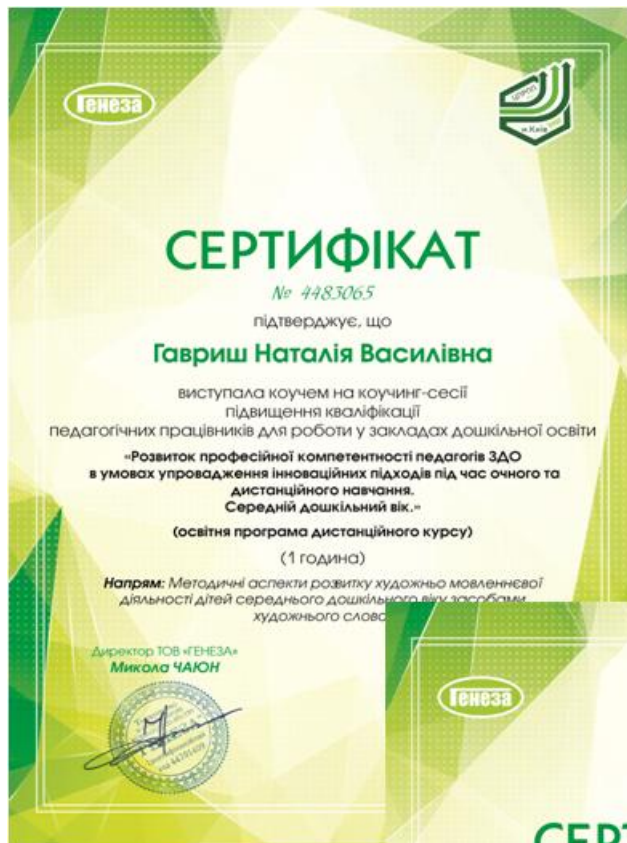 Генеза
ЦПРПП
м.Київ
СЕРТИФІКАТ
№ 4483065
підтверджує, що
Гавриш Наталія Василівна
виступала коучем на коучинг-сесії
підвищення кваліфікації
педагогічних працівників для роботи у закладах дошкільної освіти
«Розвиток професійної компетентності педагогів ЗДО
в умовах упровадження інноваційних підходів під час очного та
дистанційного навчання.
Середній дошкільний вік.»
(освітня програма дистанційного курсу)
(1 година)
Напрям: Методичні аспекти розвитку художньо мовленнєвої
діяльності дітей середнього дошкільного віку засобами
художнього слова
Директор ТОВ «ГЕНЕЗА»
Микола ЧАЮН
Генеза
СЕРТ